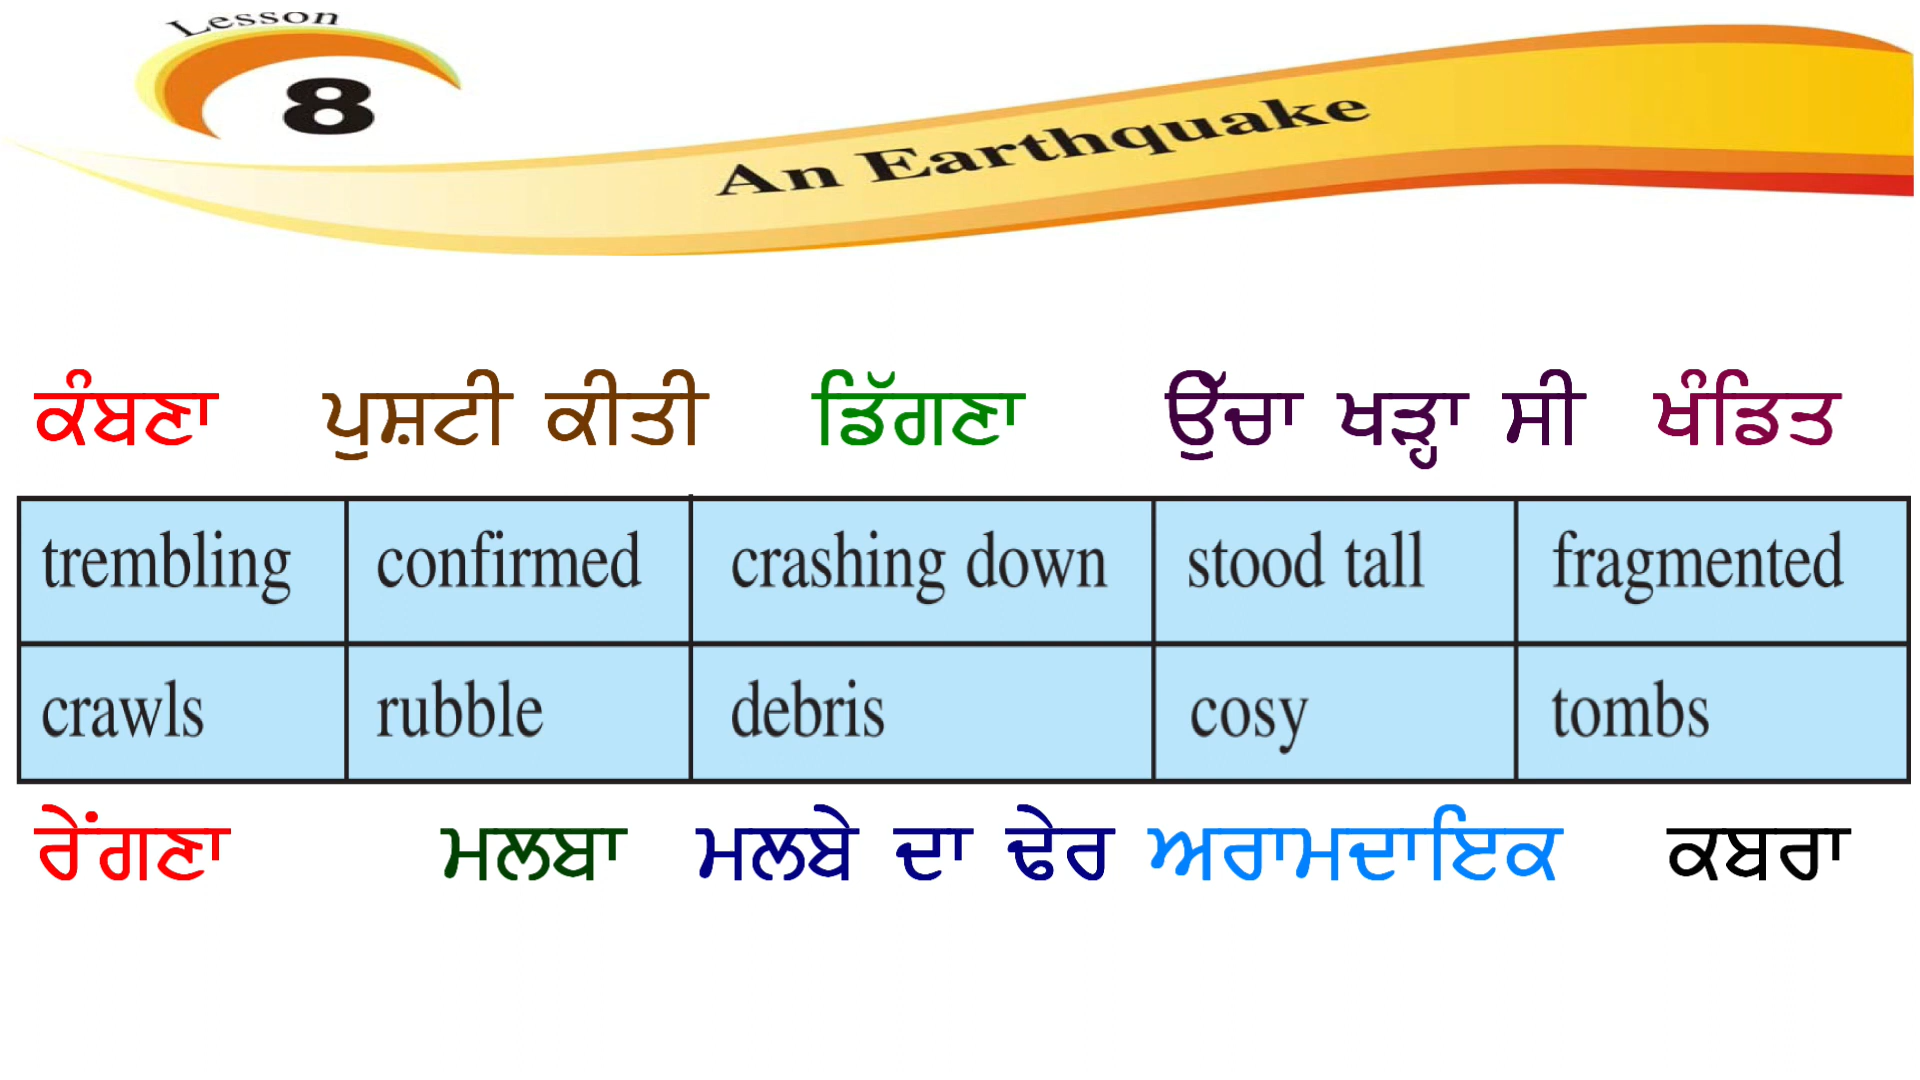 Lesson
8
An Earthquake
ਕੰਬਣਾ ਪੁਸ਼ਟੀ ਕੀਤੀ ਡਿੱਗਣਾ ਉੱਚਾ ਖੜ੍ਹਾ ਸੀ ਖੰਡਿਤ
trembling confirmed crashing down stood tall fragmented
crawls rubble debris cosy tombs
ਰੇਂਗਣਾ ਮਲਬਾ ਮਲਬੇ ਦਾ ਢੇਰ ਅਰਾਮਦਾਇਕ ਕਬਰਾ